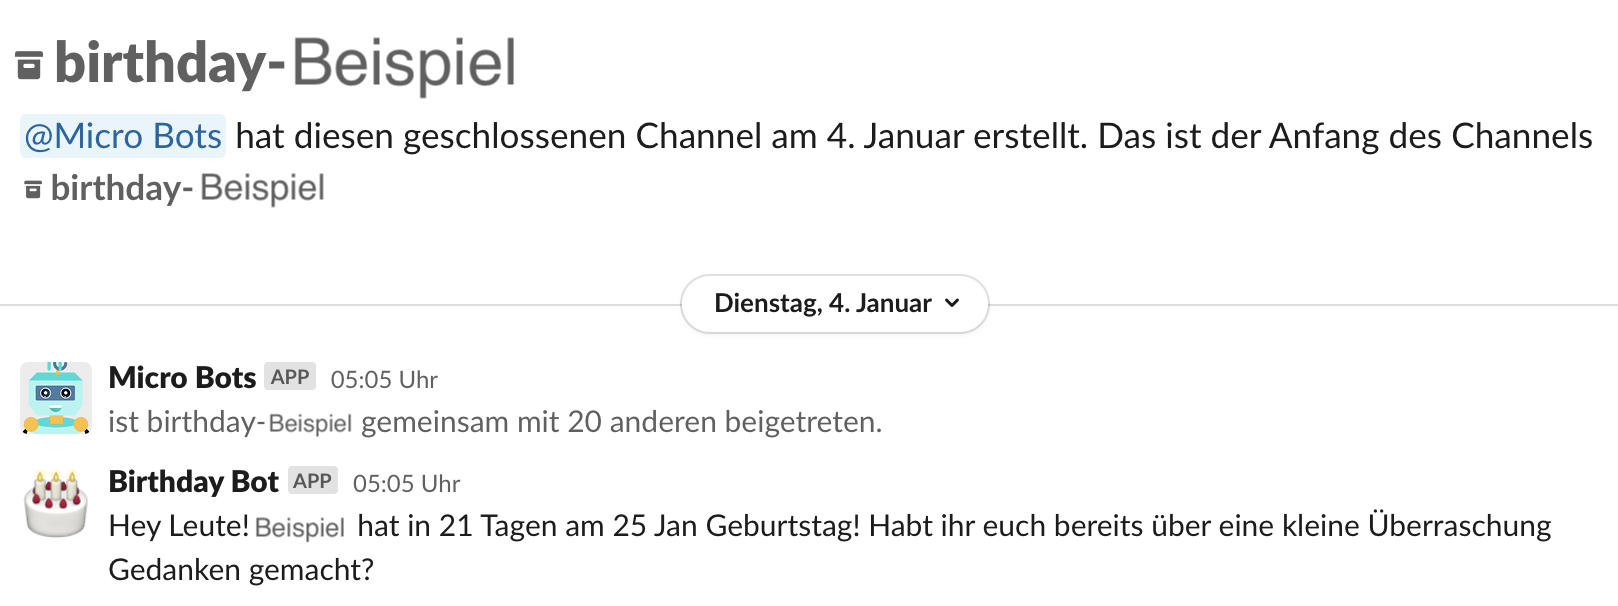 birthday-Beispiel
@Micro Bots hat diesen geschlossenen Channel am 4. Januar erstellt. Das ist der Anfang des Channels
birthday- Beispiel
Dienstag, 4. Januar
Micro Bots APP 05:05 Uhr
ist birthday-Beispiel gemeinsam mit 20 anderen beigetreten.
Birthday Bot APP 05:05 Uhr
Hey Leute! Beispiel hat in 21 Tagen am 25 Jan Geburtstag! Habt ihr euch bereits über eine kleine Überraschung
Gedanken gemacht?